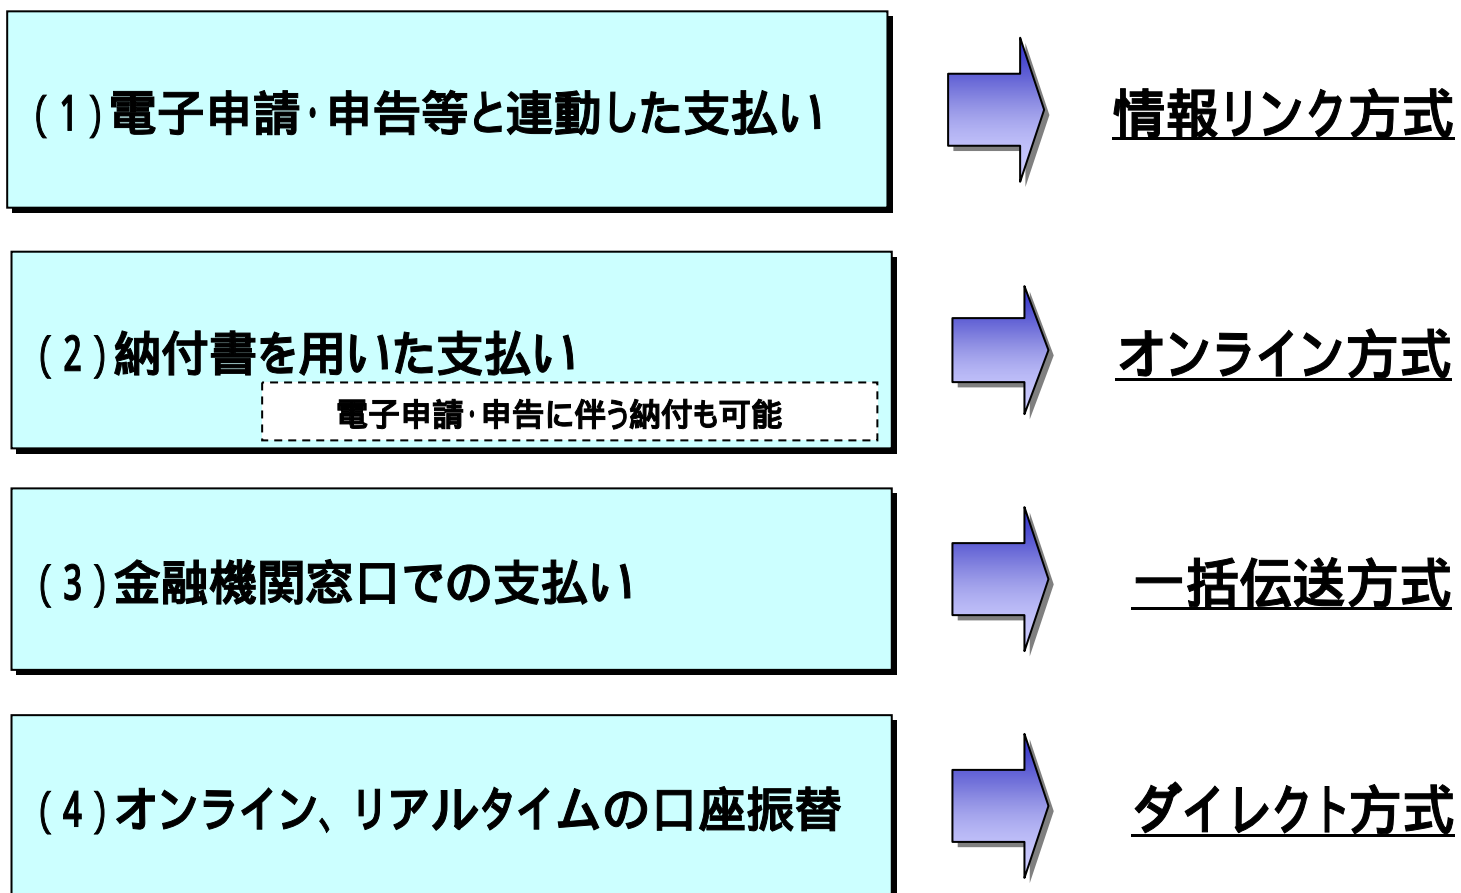 (1)電子申請・申告等と連動した支払い
情報リンク方式
(2)納付書を用いた支払い
電子申請・申告に伴う納付も可能
オンライン方式
(3)金融機関窓口での支払い
一括伝送方式
(4)オンライン、リアルタイムの口座振替
ダイレクト方式